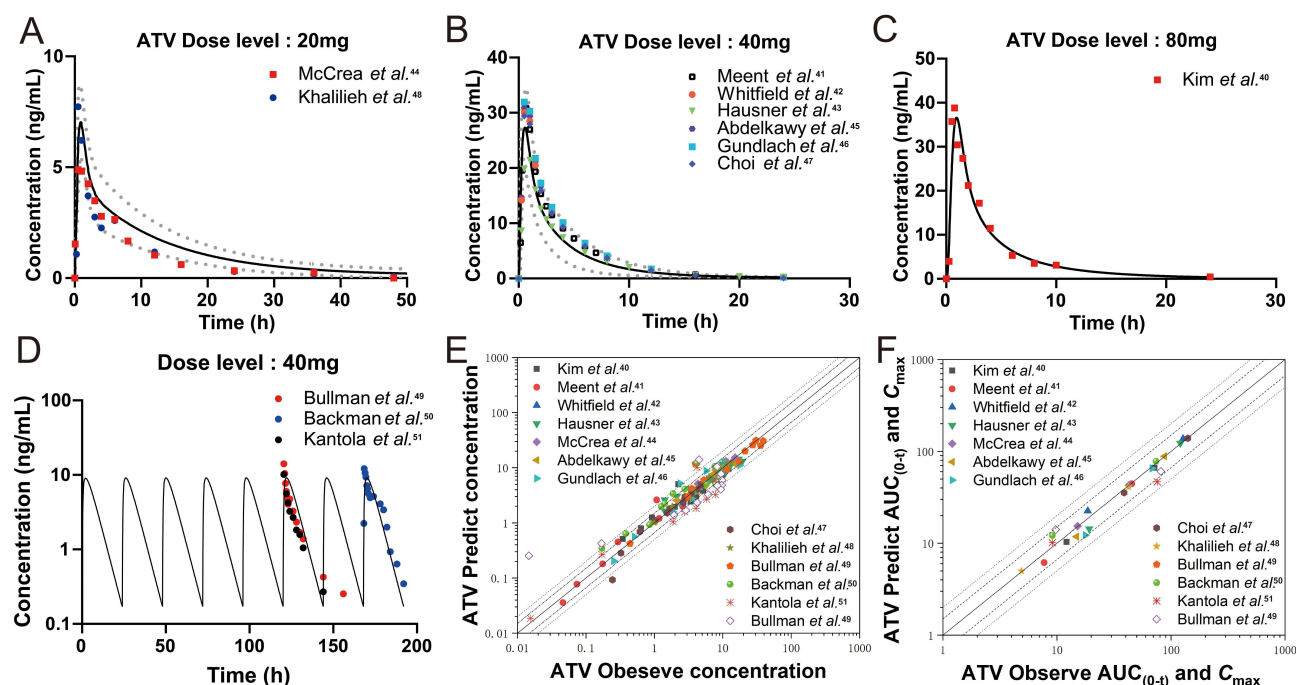 A
ATV Dose level : 20mg
McCrea et al.44
Khalilieh et al.48
Concentration (ng/mL)
10
5
0
0 10 20 30 40 50
Time (h)
B
ATV Dose level : 40mg
Meent et al.41
Whitfield et al.42
Hausner et al.43
Abdelkawy et al.45
Gundlach et al.46
Choi et al.47
Concentration (ng/mL)
40
30
20
10
0
0 10 20 30
Time (h)
C
ATV Dose level : 80mg
Kim et al.40
Concentration (ng/mL)
50
40
30
20
10
0
0 10 20 30
Time (h)
D
Dose level : 40mg
Bullman et al.49
Backman et al.50
Kantola et al.51
Concentration (ng/mL)
100
10
1
0.1
0 50 100 150 200
Time (h)
E
ATV Predict concentration
1000
100
10
1
0.1
0.01
Kim et al.40
Meent et al.41
Whitfield et al.42
Hausner et al.43
McCrea et al.44
Abdelkawy et al.45
Gundlach et al.46
Choi et al.47
Khalilieh et al.48
Bullman et al.49
Backman et al.50
Kantola et al.51
Bullman et al.49
0.01 0.1 1 10 100 1000
ATV Obeseve concentration
F
ATV Predict AUC(0-t) and Cmax
1000
100
10
1
Kim et al.40
Meent et al.41
Whitfield et al.42
Hausner et al.43
McCrea et al.44
Abdelkawy et al.45
Gundlach et al.46
Choi et al.47
Khalilieh et al.48
Bullman et al.49
Backman et al.50
Kantola et al.51
Bullman et al.49
1 10 100 1000
ATV Observe AUC(0-t) and Cmax